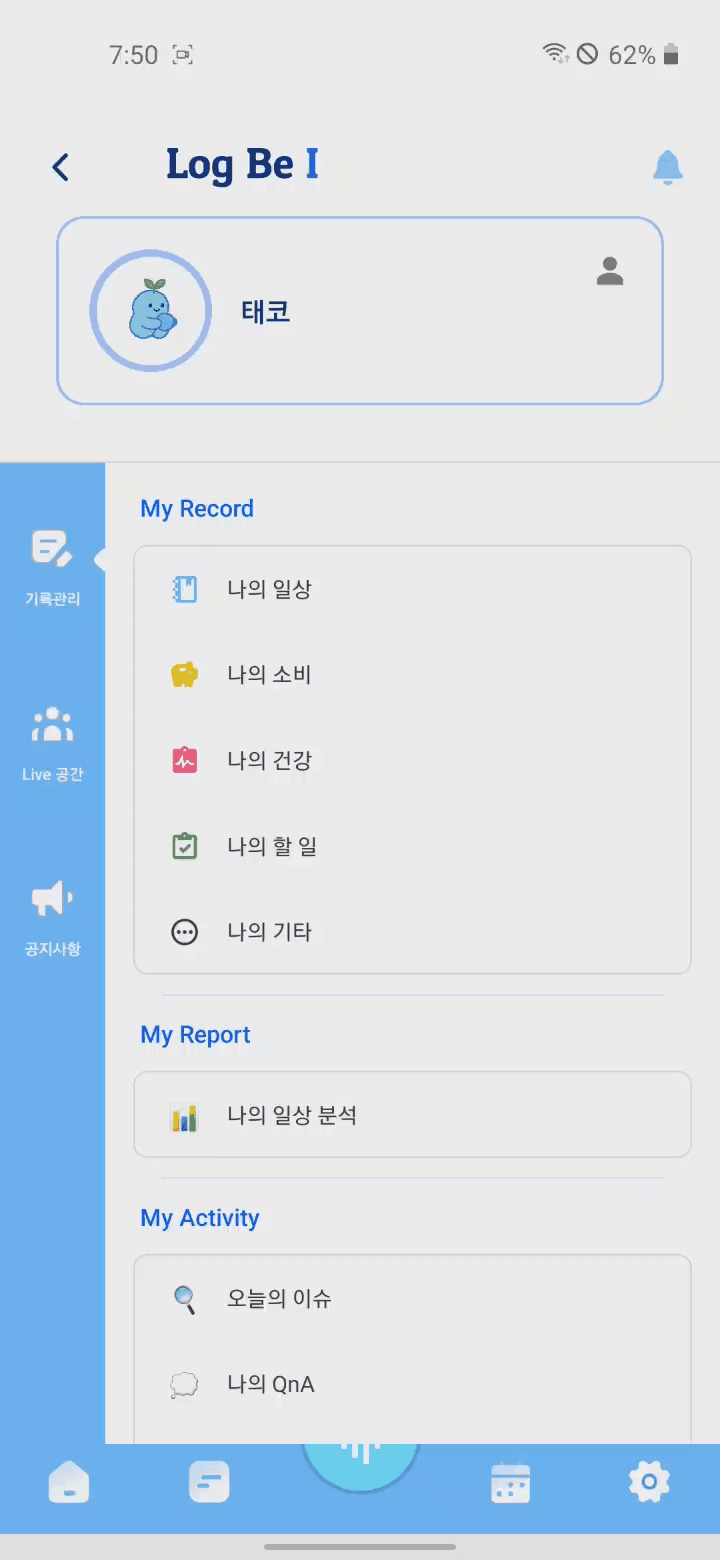 7:50
62%
Log Be I
태코
My Record
기록관리
나의 일상
나의 소비
나의 건강
나의 할 일
나의 기타
Live 공간
공지사항
My Report
나의 일상 분석
My Activity
오늘의 이슈
나의 QnA